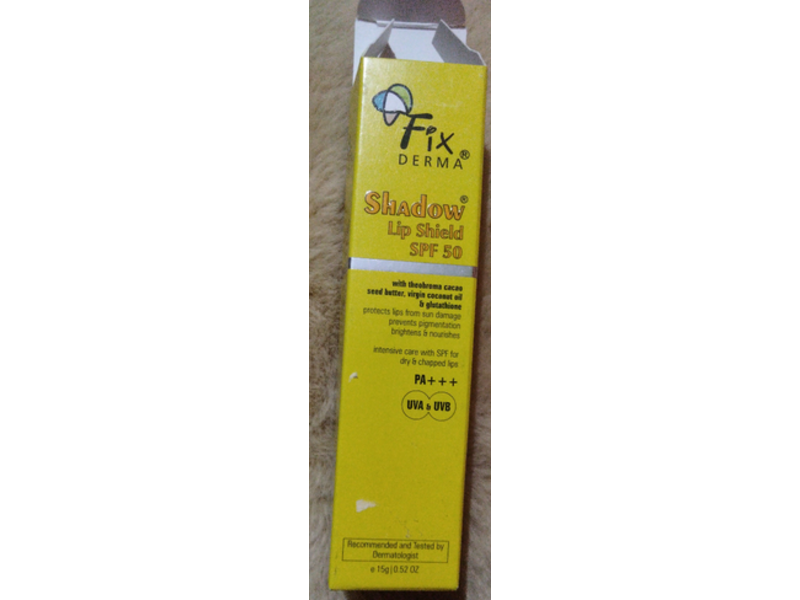 Fix
DERMA®
Shadow®
Lip Shield
SPF 50
with theobroma cacao
seed butter, virgin coconut oil
& glutathione
protects lips from sun damage
prevents pigmentation
brightens & nourishes
intensive care with SPF for
dry & chapped lips
PA+++
UVA & UVB
Recommended and Tested by
Dermatologist
e 15g | 0.52 OZ